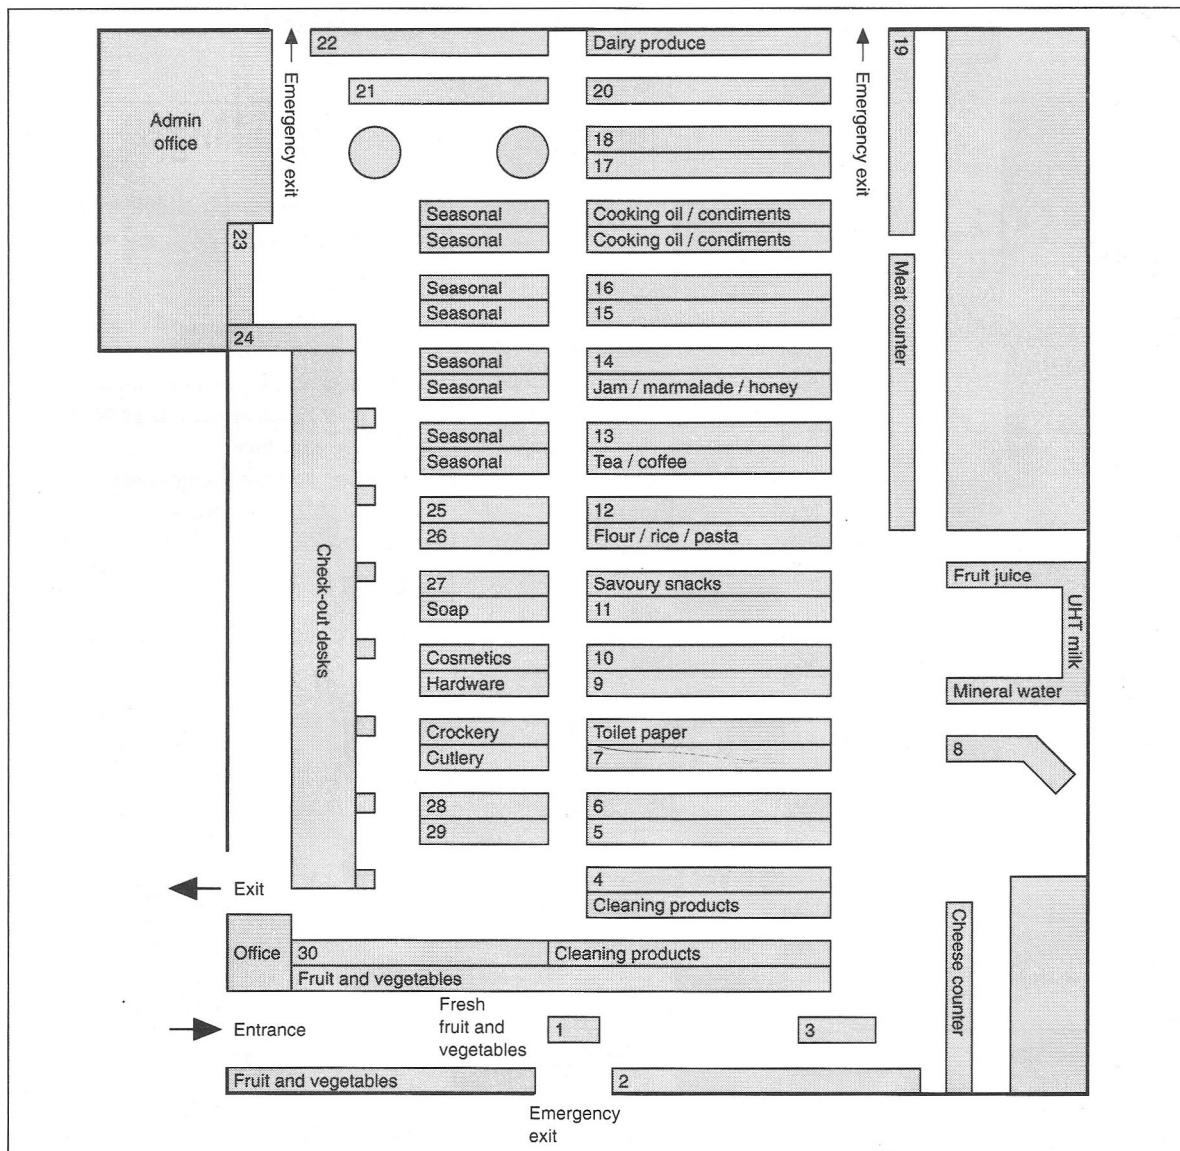 22
Dairy produce
19
Emergency exit
Emergency exit
21
20
Admin
office
18
17
Seasonal
Cooking oil / condiments
Seasonal
Cooking oil / condiments
23
Meat counter
Seasonal
16
Seasonal
15
24
Seasonal
14
Seasonal
Jam / marmalade / honey
Seasonal
13
Seasonal
Tea / coffee
25
12
26
Flour / rice / pasta
Check-out desks
27
Savoury snacks
Fruit juice
Soap
11
UHT milk
Cosmetics
10
Hardware
9
Mineral water
Crockery
Toilet paper
Cutlery
7
8
28
6
29
5
4
Exit
Cleaning products
Cheese counter
Office
30
Cleaning products
Fruit and vegetables
Fresh
fruit and
vegetables
Entrance
1
3
Fruit and vegetables
2
Emergency
exit